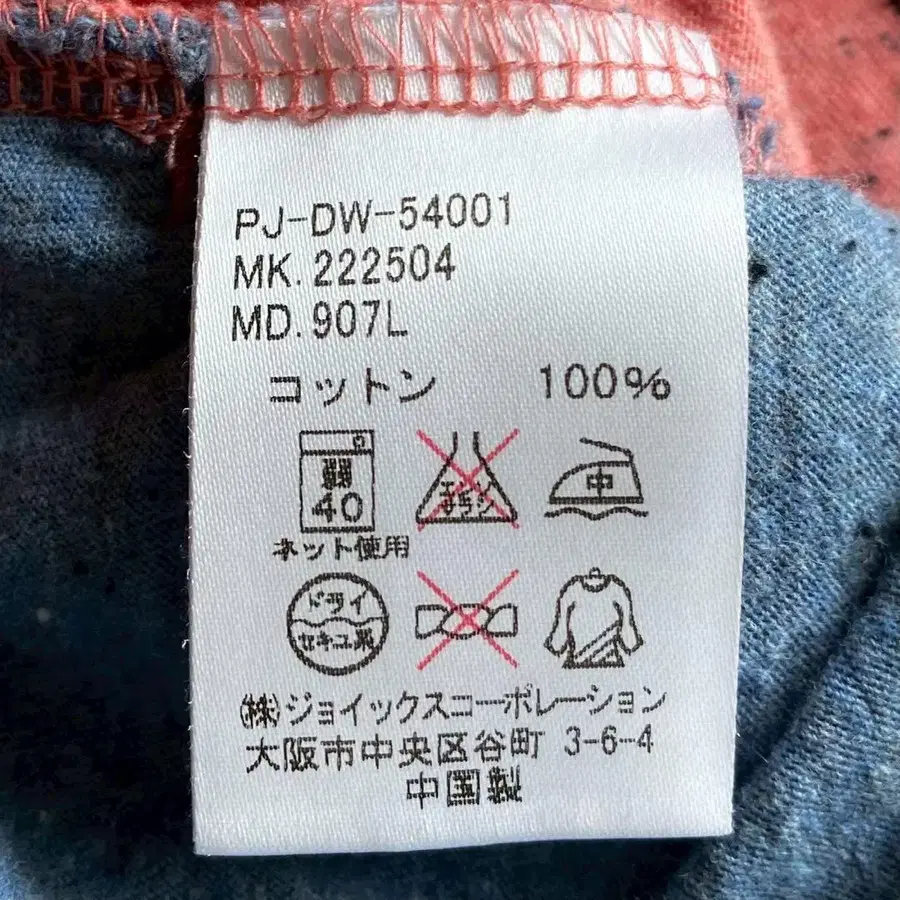 PJ-DW-54001
MK.222504
MD.907L
コットン 100%
弱 エンソ 中
40 サラシ
ネット使用
ドライ
セキユ系
㈱ジョイックスコーポレーション
大阪市中央区谷町 3-6-4
中国製